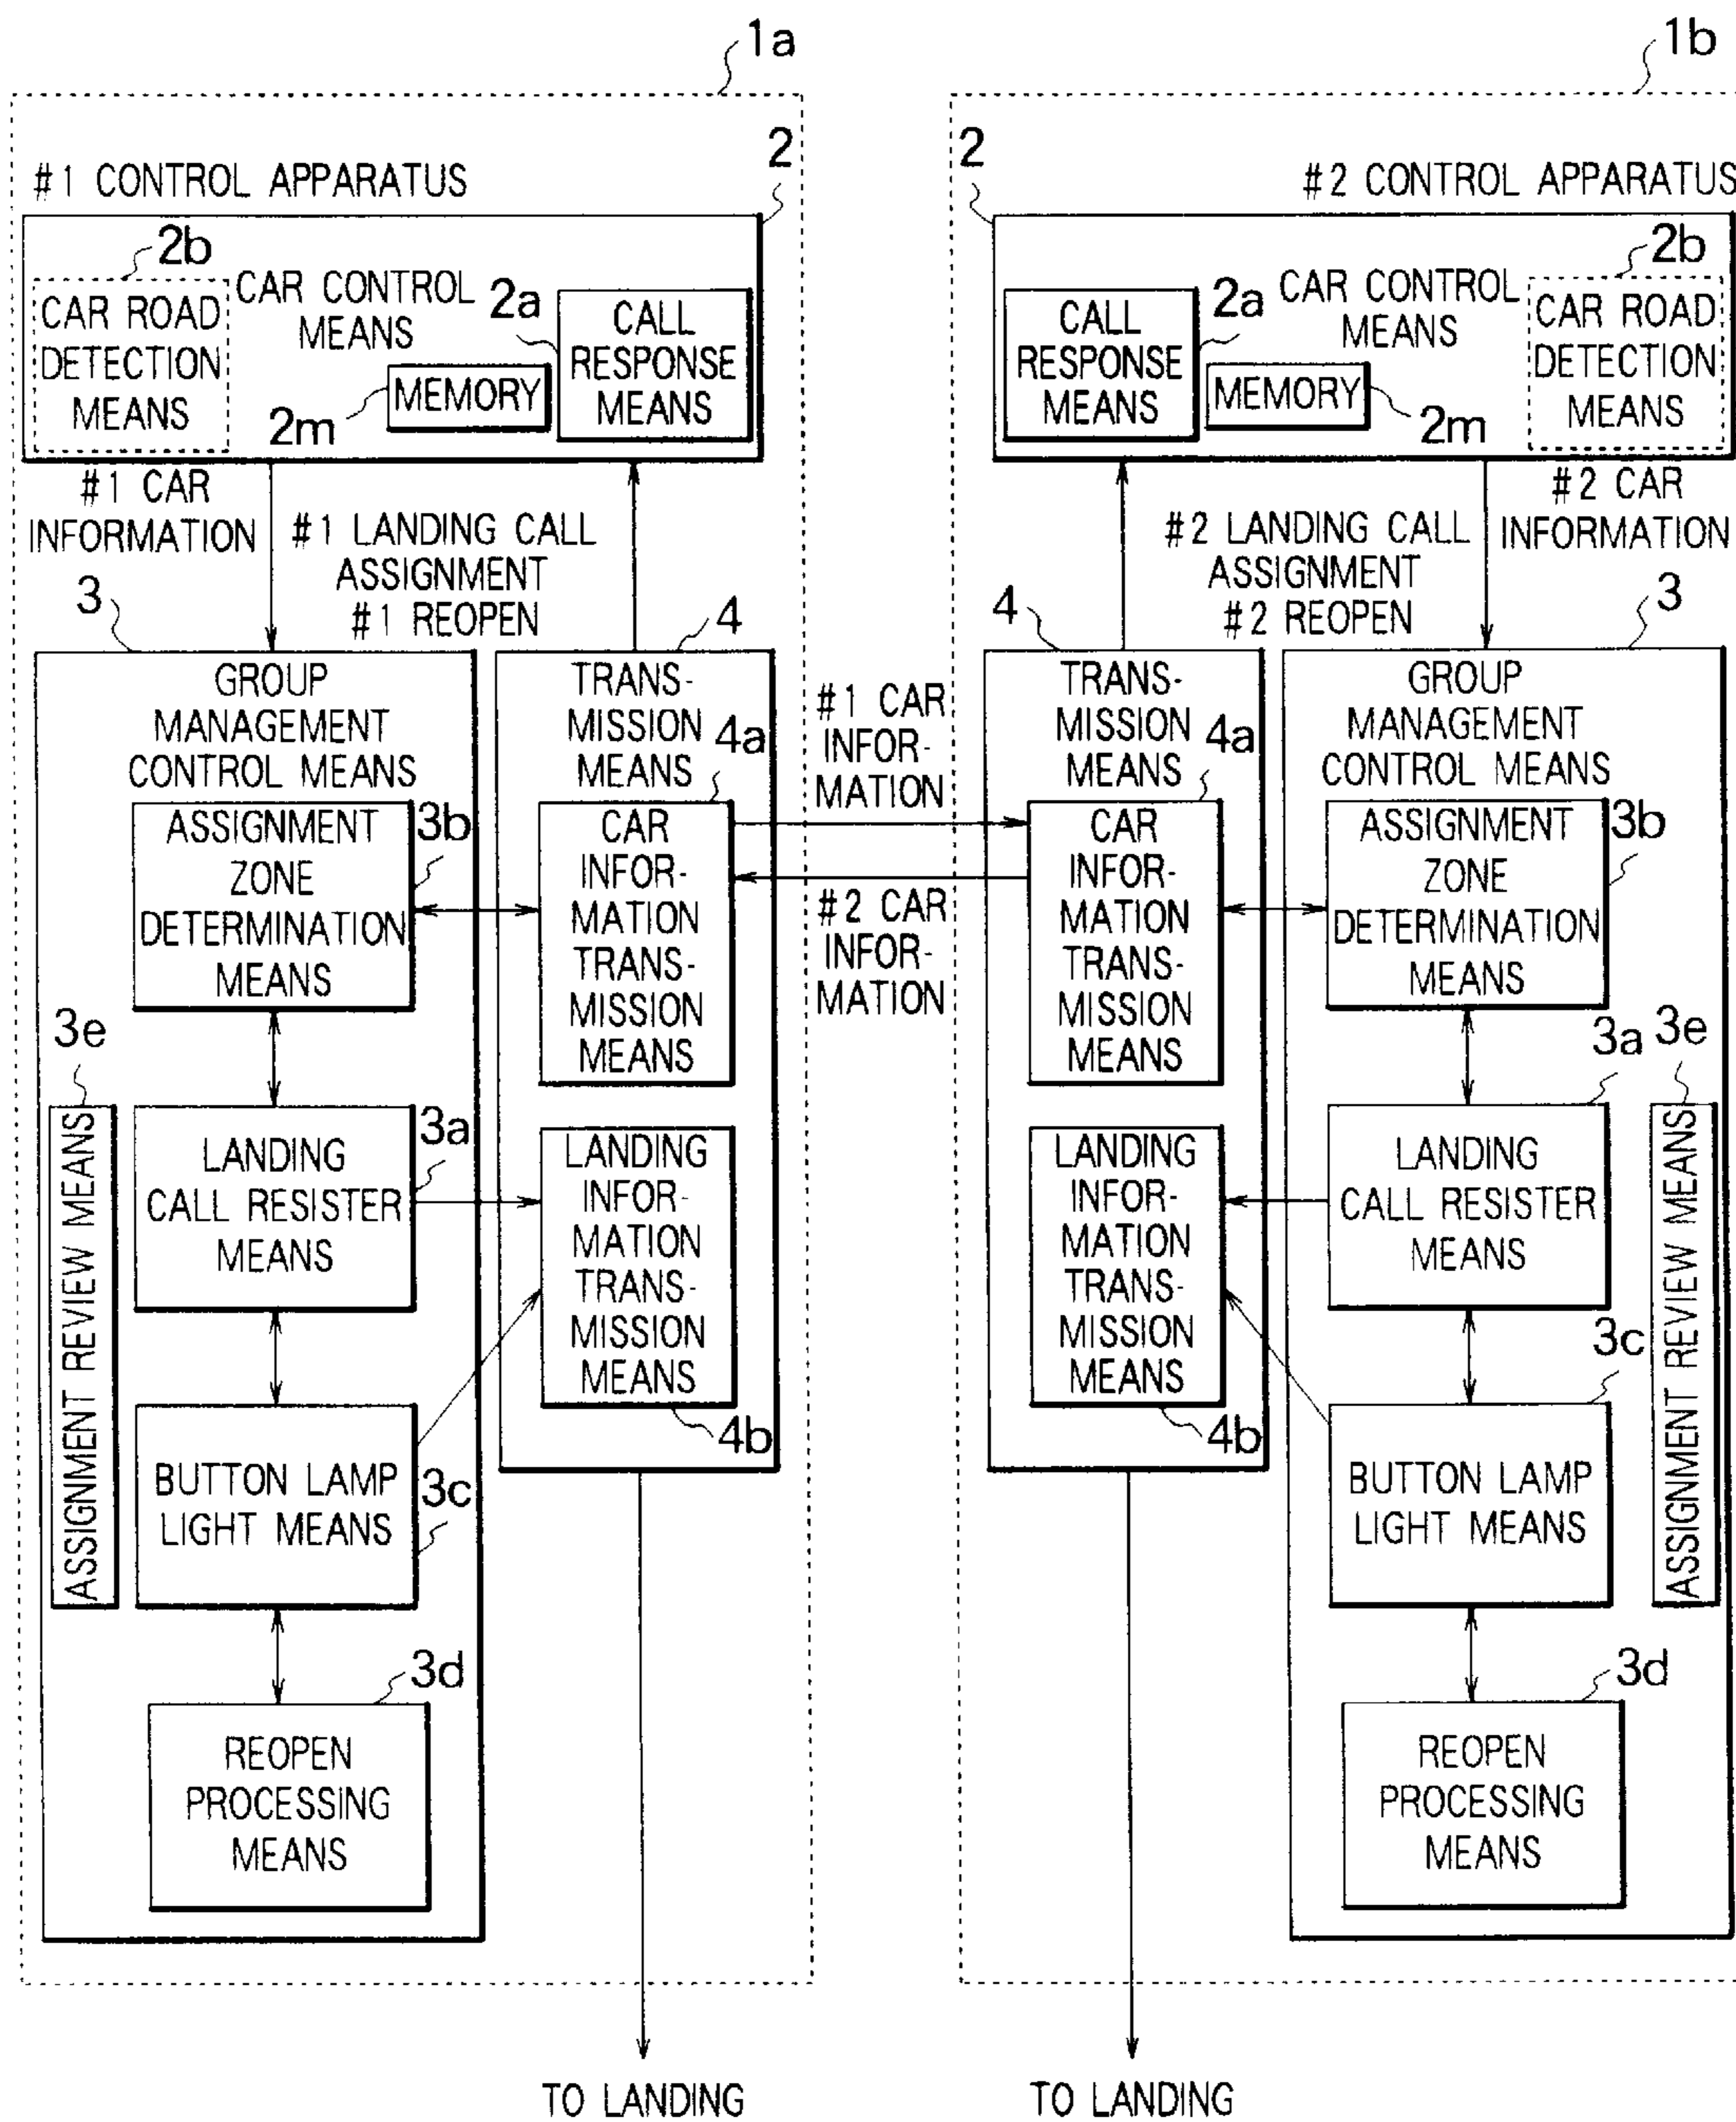 1a
1b
2
2
#1 CONTROL APPARATUS
#2 CONTROL APPARATUS
2b
CAR ROAD
DETECTION
MEANS
CAR CONTROL
MEANS
2a
CALL
RESPONSE
MEANS
MEMORY
2m
CALL
RESPONSE
MEANS
2a
CAR CONTROL
MEANS
MEMORY
2m
2b
CAR ROAD
DETECTION
MEANS
#1 CAR
INFORMATION
#1 LANDING CALL
ASSIGNMENT
#1 REOPEN
#2 LANDING CALL
ASSIGNMENT
#2 REOPEN
#2 CAR
INFORMATION
3
4
4
3
GROUP
MANAGEMENT
CONTROL MEANS
TRANS-
MISSION
MEANS
4a
#1 CAR
INFOR-
MATION
TRANS-
MISSION
MEANS
4a
GROUP
MANAGEMENT
CONTROL MEANS
ASSIGNMENT
ZONE
DETERMINATION
MEANS
3b
CAR
INFOR-
MATION
TRANS-
MISSION
MEANS
#2 CAR
INFOR-
MATION
CAR
INFOR-
MATION
TRANS-
MISSION
MEANS
ASSIGNMENT
ZONE
DETERMINATION
MEANS
3b
3e
ASSIGNMENT REVIEW MEANS
LANDING
CALL RESISTER
MEANS
3a
LANDING
INFOR-
MATION
TRANS-
MISSION
MEANS
4b
LANDING
INFOR-
MATION
TRANS-
MISSION
MEANS
4b
LANDING
CALL RESISTER
MEANS
3a
3e
ASSIGNMENT REVIEW MEANS
BUTTON LAMP
LIGHT MEANS
3c
BUTTON LAMP
LIGHT MEANS
3c
3d
REOPEN
PROCESSING
MEANS
3d
REOPEN
PROCESSING
MEANS
TO LANDING
TO LANDING